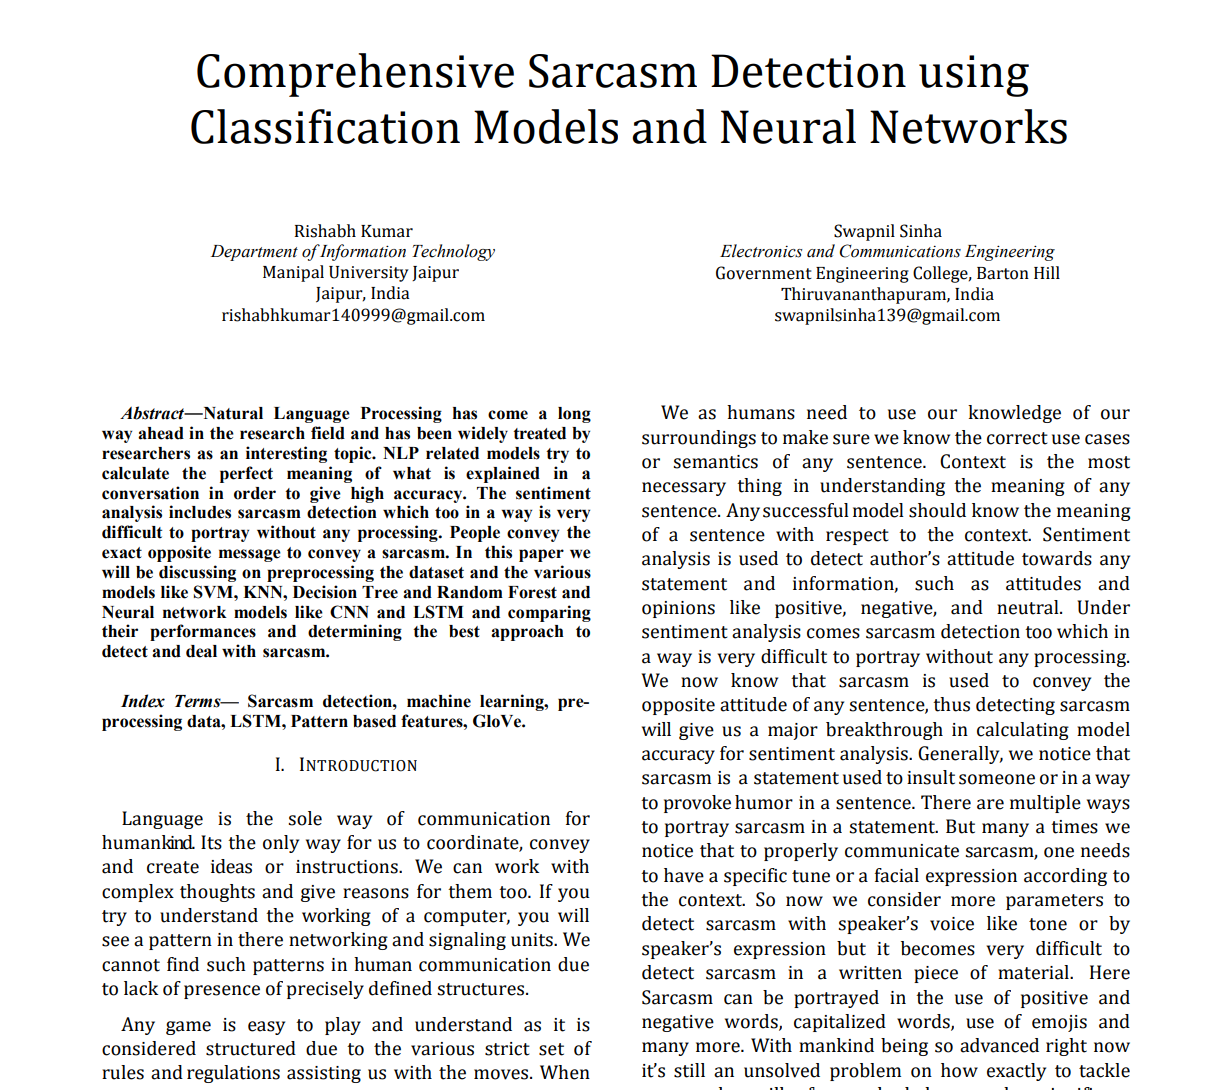 Comprehensive Sarcasm Detection using
Classification Models and Neural Networks
Rishabh Kumar
Department of Information Technology
Manipal University Jaipur
Jaipur, India
rishabhkumar140999@gmail.com
Swapnil Sinha
Electronics and Communications Engineering
Government Engineering College, Barton Hill
Thiruvananthapuram, India
swapnilsinha139@gmail.com
Abstract—Natural Language Processing has come a long
way ahead in the research field and has been widely treated by
researchers as an interesting topic. NLP related models try to
calculate the perfect meaning of what is explained in a
conversation in order to give high accuracy. The sentiment
analysis includes sarcasm detection which too in a way is very
difficult to portray without any processing. People convey the
exact opposite message to convey a sarcasm. In this paper we
will be discussing on preprocessing the dataset and the various
models like SVM, KNN, Decision Tree and Random Forest and
Neural network models like CNN and LSTM and comparing
their performances and determining the best approach to
detect and deal with sarcasm.
Index Terms— Sarcasm detection, machine learning, pre-
processing data, LSTM, Pattern based features, GloVe.
I. INTRODUCTION
Language is the sole way of communication for
humankind. Its the only way for us to coordinate, convey
and create ideas or instructions. We can work with
complex thoughts and give reasons for them too. If you
try to understand the working of a computer, you will
see a pattern in there networking and signaling units. We
cannot find such patterns in human communication due
to lack of presence of precisely defined structures.
Any game is easy to play and understand as it is
considered structured due to the various strict set of
rules and regulations assisting us with the moves. When
We as humans need to use our knowledge of our
surroundings to make sure we know the correct use cases
or semantics of any sentence. Context is the most
necessary thing in understanding the meaning of any
sentence. Any successful model should know the meaning
of a sentence with respect to the context. Sentiment
analysis is used to detect author’s attitude towards any
statement and information, such as attitudes and
opinions like positive, negative, and neutral. Under
sentiment analysis comes sarcasm detection too which in
a way is very difficult to portray without any processing.
We now know that sarcasm is used to convey the
opposite attitude of any sentence, thus detecting sarcasm
will give us a major breakthrough in calculating model
accuracy for sentiment analysis. Generally, we notice that
sarcasm is a statement used to insult someone or in a way
to provoke humor in a sentence. There are multiple ways
to portray sarcasm in a statement. But many a times we
notice that to properly communicate sarcasm, one needs
to have a specific tune or a facial expression according to
the context. So now we consider more parameters to
detect sarcasm with speaker’s voice like tone or by
speaker’s expression but it becomes very difficult to
detect sarcasm in a written piece of material. Here
Sarcasm can be portrayed in the use of positive and
negative words, capitalized words, use of emojis and
many more. With mankind being so advanced right now
it’s still an unsolved problem on how exactly to tackle